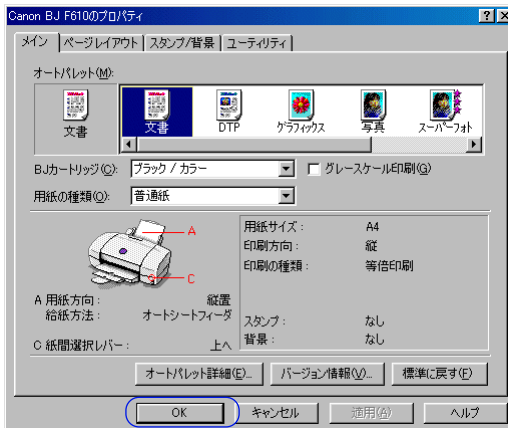 Canon BJ F610のプロパティ
メイン ページレイアウト スタンプ/背景 ユーティリティ
オートパレット(M):
文書 文書 DTP グラフィックス 写真 スーパーフォト
BJカートリッジ(C): ブラック / カラー グレースケール印刷(G)
用紙の種類(O): 普通紙
A
C
A 用紙方向: 縦置
給紙方法: オートシートフィーダ
C 紙間選択レバー: 上へ
用紙サイズ: A4
印刷方向: 縦
印刷の種類: 等倍印刷
スタンプ: なし
背景: なし
オートパレット詳細(E)... バージョン情報(V)... 標準に戻す(F)
OK キャンセル 適用(A) ヘルプ